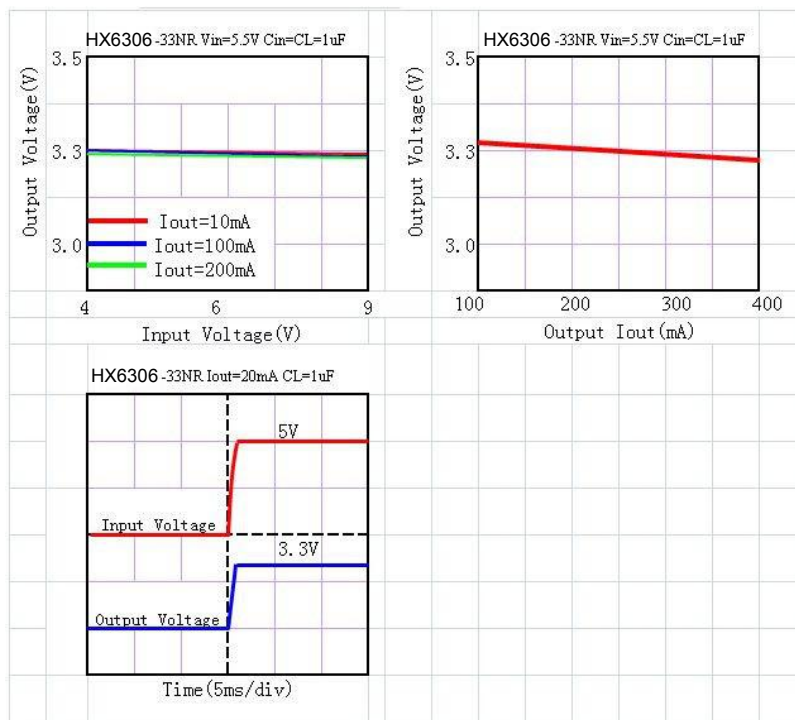 HX6306 -33NR Vin=5.5V Cin=CL=1uF
3.5
3.3
3.0
Output Voltage(V)
Iout=10mA
Iout=100mA
Iout=200mA
4 6 9
Input Voltage(V)
HX6306 -33NR Vin=5.5V Cin=CL=1uF
3.5
3.3
3.0
Output Voltage(V)
100 200 300 400
Output Iout(mA)
HX6306 -33NR Iout=20mA CL=1uF
5V
Input Voltage
3.3V
Output Voltage
Time(5ms/div)